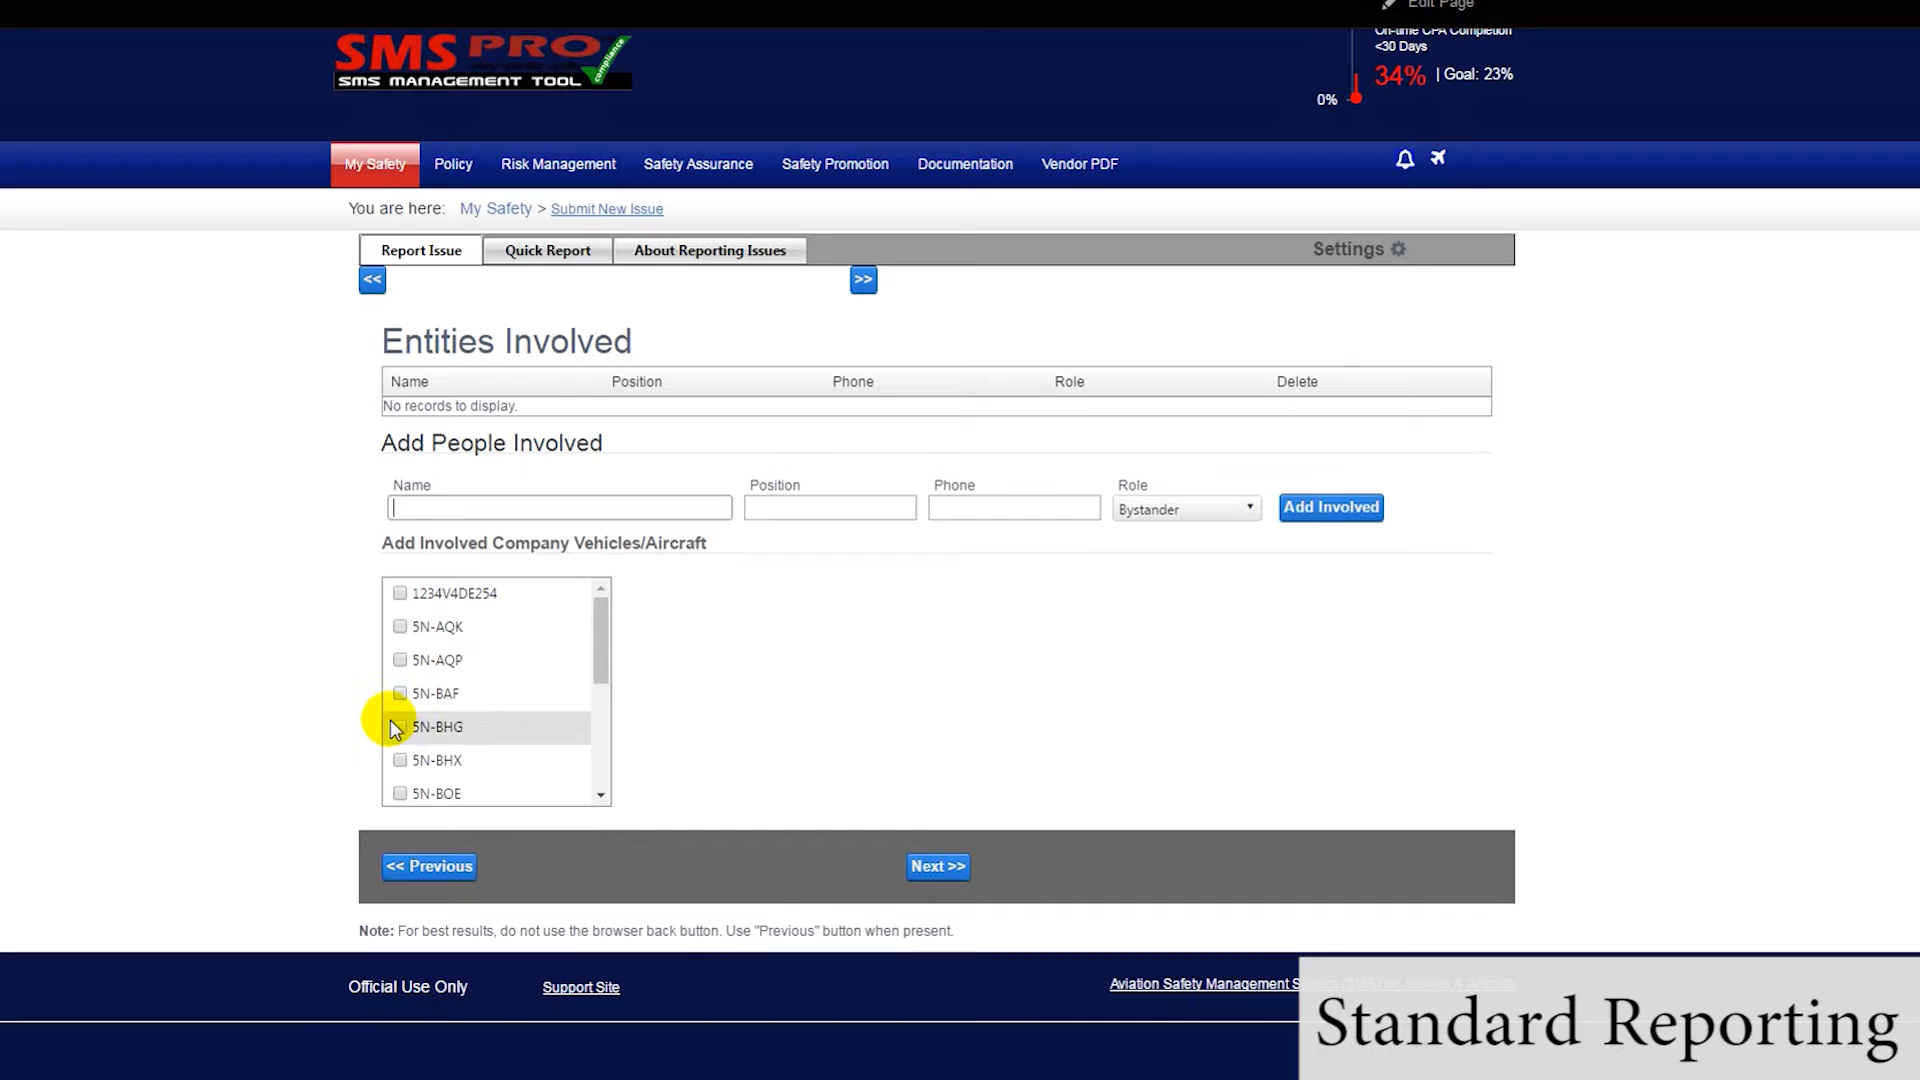 Edit Page
SMS PRO
compliance
SMS MANAGEMENT TOOL
On-time CPA Completion
<30 Days
34% | Goal: 23%
0%
My Safety Policy Risk Management Safety Assurance Safety Promotion Documentation Vendor PDF
You are here: My Safety > Submit New Issue
Report Issue Quick Report About Reporting Issues Settings
<< >>
Entities Involved
Name Position Phone Role Delete
No records to display.
Add People Involved
Name Position Phone Role
Bystander Add Involved
Add Involved Company Vehicles/Aircraft
1234V4DE254
5N-AQK
5N-AQP
5N-BAF
5N-BHG
5N-BHX
5N-BOE
<< Previous Next >>
Note: For best results, do not use the browser back button. Use "Previous" button when present.
Official Use Only Support Site Aviation Safety Management
Standard Reporting